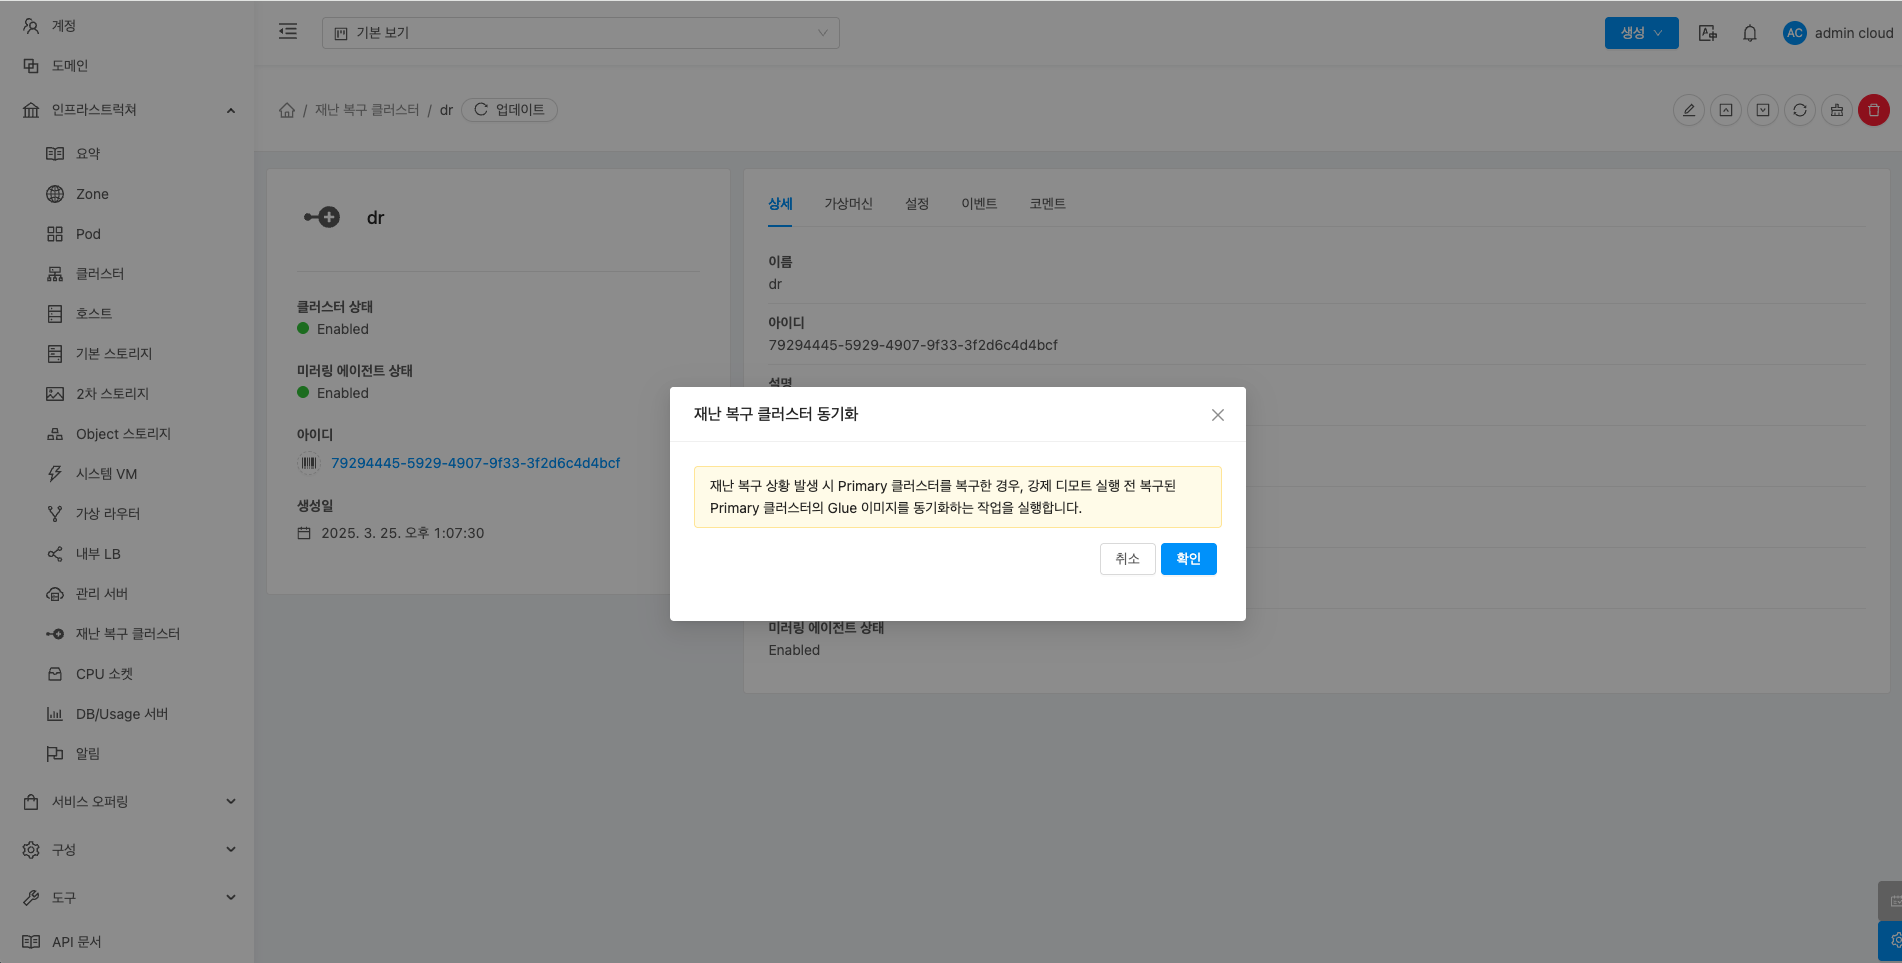 계정
도메인
인프라스트럭쳐
요약
Zone
Pod
클러스터
호스트
기본 스토리지
2차 스토리지
Object 스토리지
시스템 VM
가상 라우터
내부 LB
관리 서버
재난 복구 클러스터
CPU 소켓
DB/Usage 서버
알림
서비스 오퍼링
구성
도구
API 문서
기본 보기
생성
AC admin cloud
/ 재난 복구 클러스터 / dr 업데이트
dr
클러스터 상태
Enabled
미러링 에이전트 상태
Enabled
아이디
79294445-5929-4907-9f33-3f2d6c4d4bcf
생성일
2025. 3. 25. 오후 1:07:30
상세 가상머신 설정 이벤트 코멘트
이름
dr
아이디
79294445-5929-4907-9f33-3f2d6c4d4bcf
설명
재난 복구 클러스터 동기화
재난 복구 상황 발생 시 Primary 클러스터를 복구한 경우, 강제 디모트 실행 전 복구된
Primary 클러스터의 Glue 이미지를 동기화하는 작업을 실행합니다.
취소 확인
미러링 에이전트 상태
Enabled